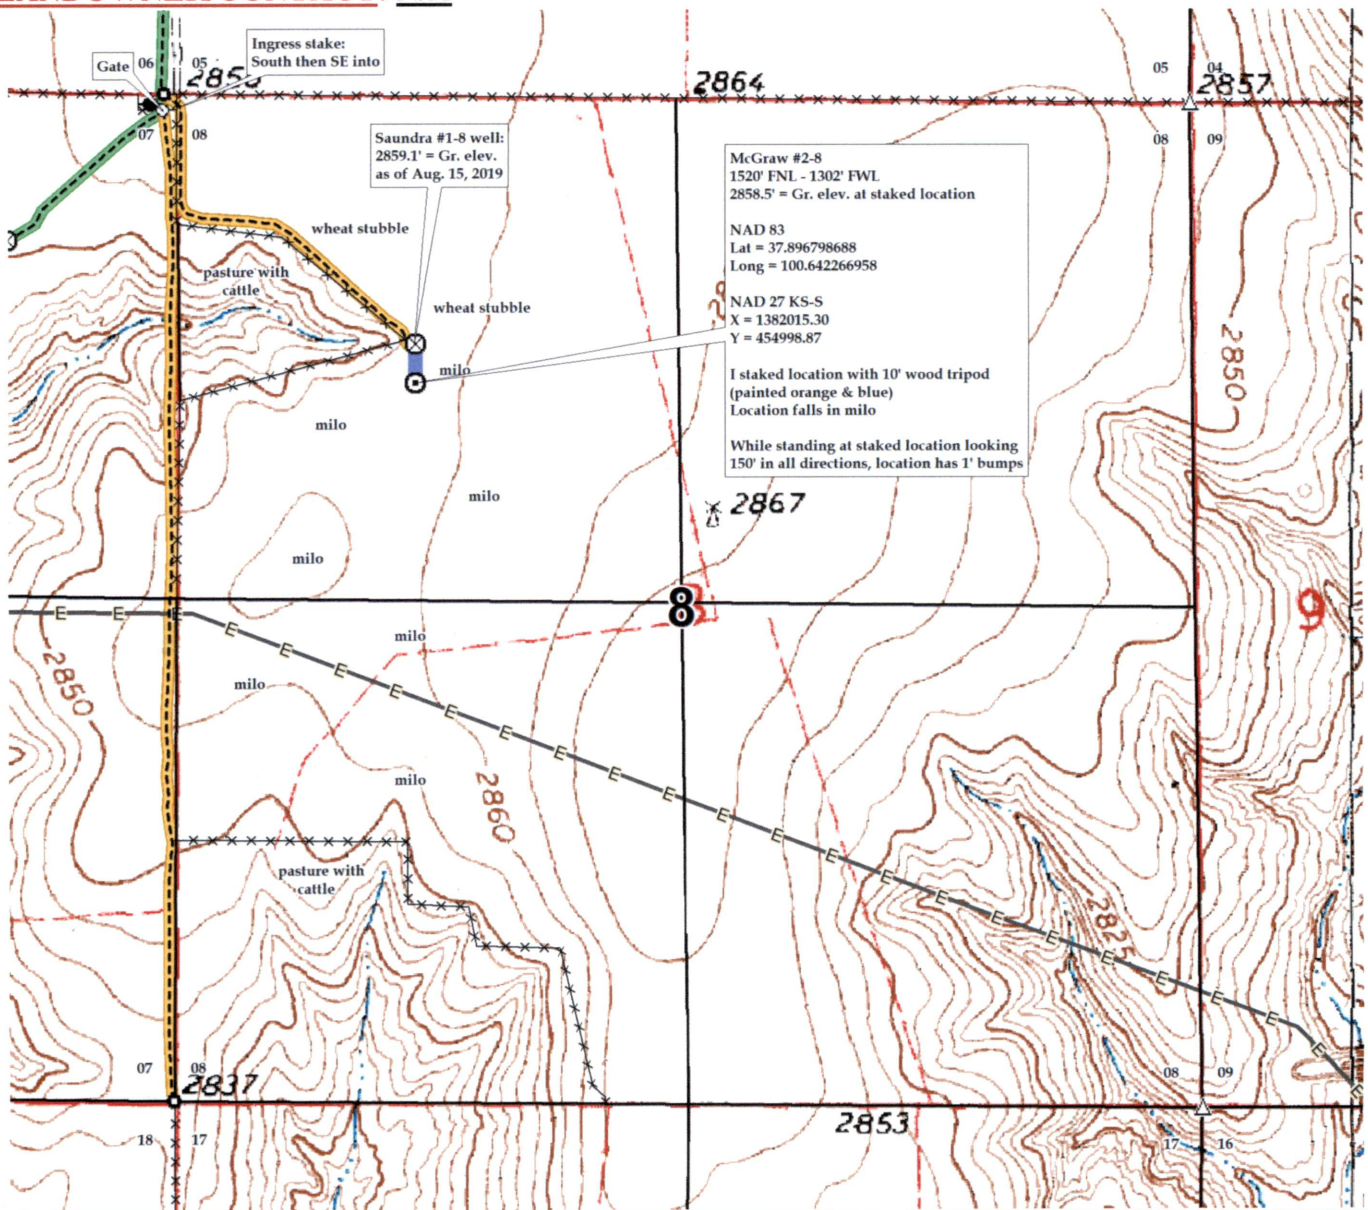 Ingress stake:
South then SE into
Gate
06
05
2864
05
04
2857
07
08
08
09
Saundra #1-8 well:
2859.1' = Gr. elev.
as of Aug. 15, 2019
McGraw #2-8
1520' FNL - 1302' FWL
2858.5' = Gr. elev. at staked location
NAD 83
Lat = 37.896798688
Long = 100.642266958
NAD 27 KS-S
X = 1382015.30
Y = 454998.87
I staked location with 10' wood tripod
(painted orange & blue)
Location falls in milo
While standing at staked location looking
150' in all directions, location has 1' bumps
wheat stubble
pasture with
cattle
wheat stubble
milo
2850
milo
milo
2867
milo
8
9
E E E E E E E E E E E E E E E E E E E E E E E E E
milo
2850
milo
milo
2860
pasture with
cattle
2825
07
08
2837
08
09
2853
18
17
17
16